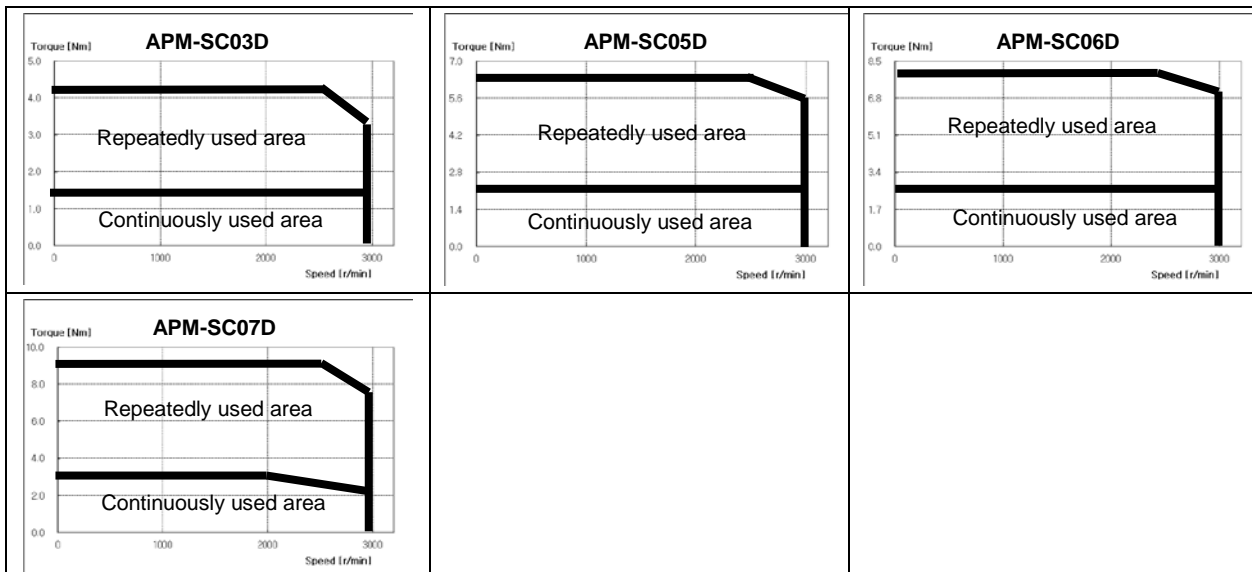 APM-SC03D
Torque [Nm]
5.0
4.0
3.0
2.0
1.0
0.0
Repeatedly used area
Continuously used area
0 1000 2000 3000
Speed [r/min]
APM-SC05D
Torque [Nm]
7.0
5.6
4.2
2.8
1.4
0.0
Repeatedly used area
Continuously used area
0 1000 2000 3000
Speed [r/min]
APM-SC06D
Torque [Nm]
8.5
6.8
5.1
3.4
1.7
0.0
Repeatedly used area
Continuously used area
0 1000 2000 3000
Speed [r/min]
APM-SC07D
Torque [Nm]
10.0
8.0
6.0
4.0
2.0
0.0
Repeatedly used area
Continuously used area
0 1000 2000 3000
Speed [r/min]